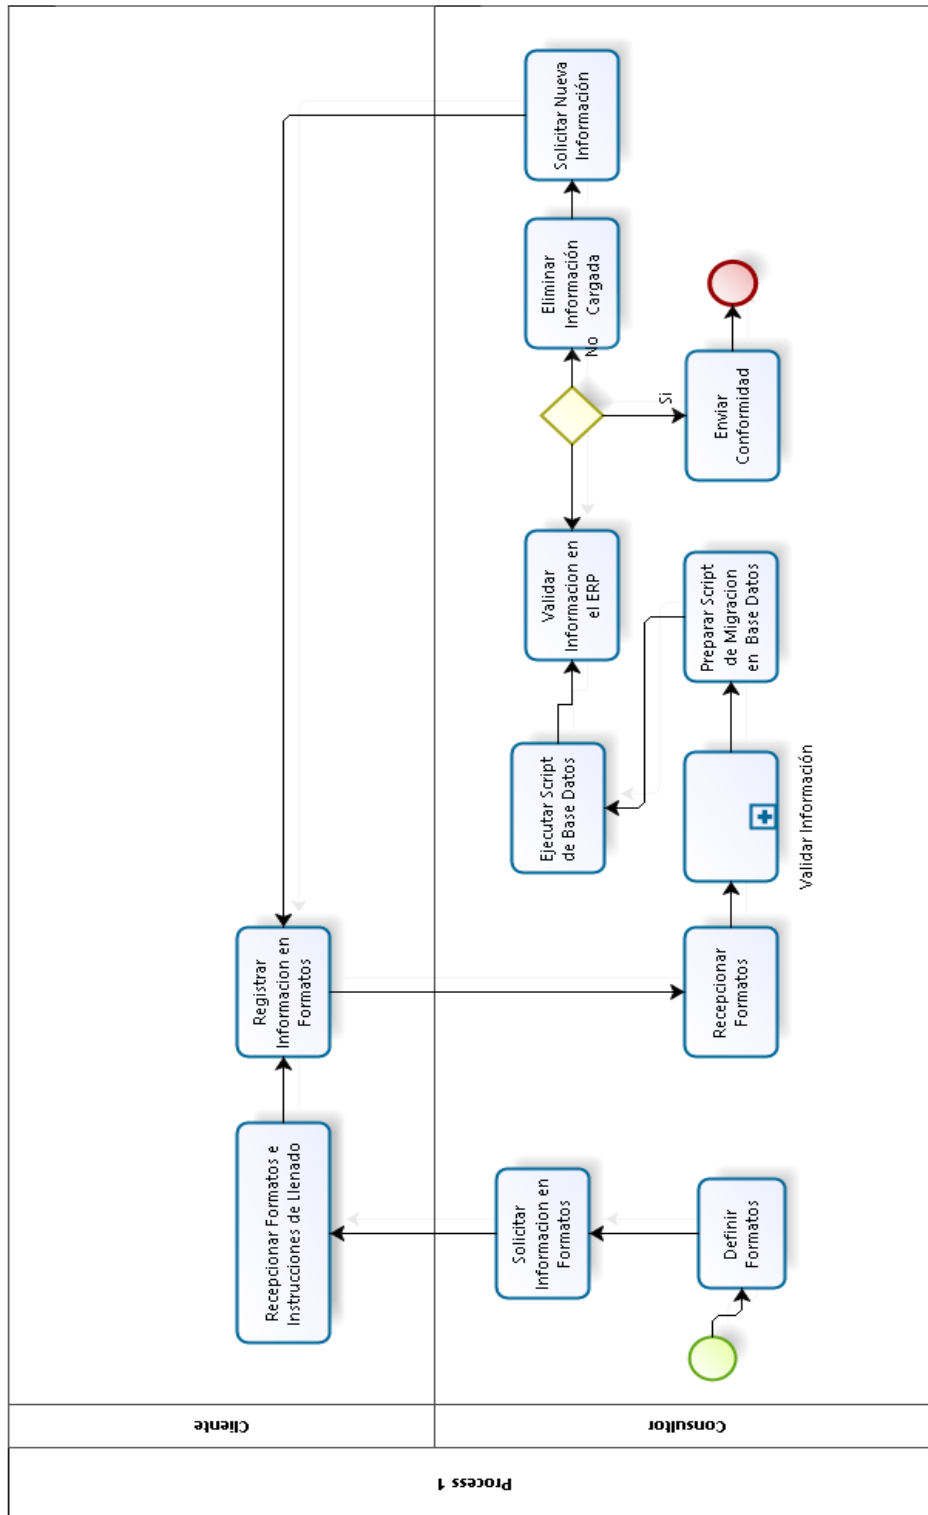 Process 1
Cliente
Consultor
Recepcionar Formatos e
Instrucciones de Llenado
Registrar
Informacion en
Formatos
Definir
Formatos
Solicitar
Informacion en
Formatos
Recepcionar
Formatos
Validar Información
Preparar Script
de Migracion
en Base Datos
Ejecutar Script
de Base Datos
Validar
Informacion en
el ERP
Si
No
Enviar
Conformidad
Eliminar
Información
Cargada
Solicitar Nueva
Información